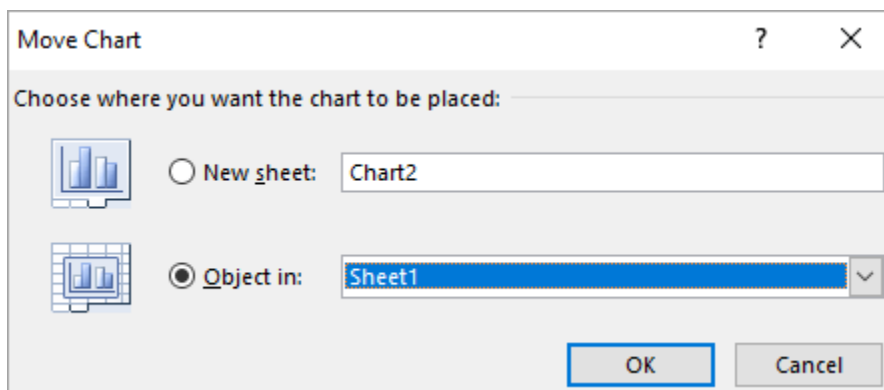 Move Chart ?
Choose where you want the chart to be placed:
New sheet: Chart2
Object in: Sheet1
OK Cancel